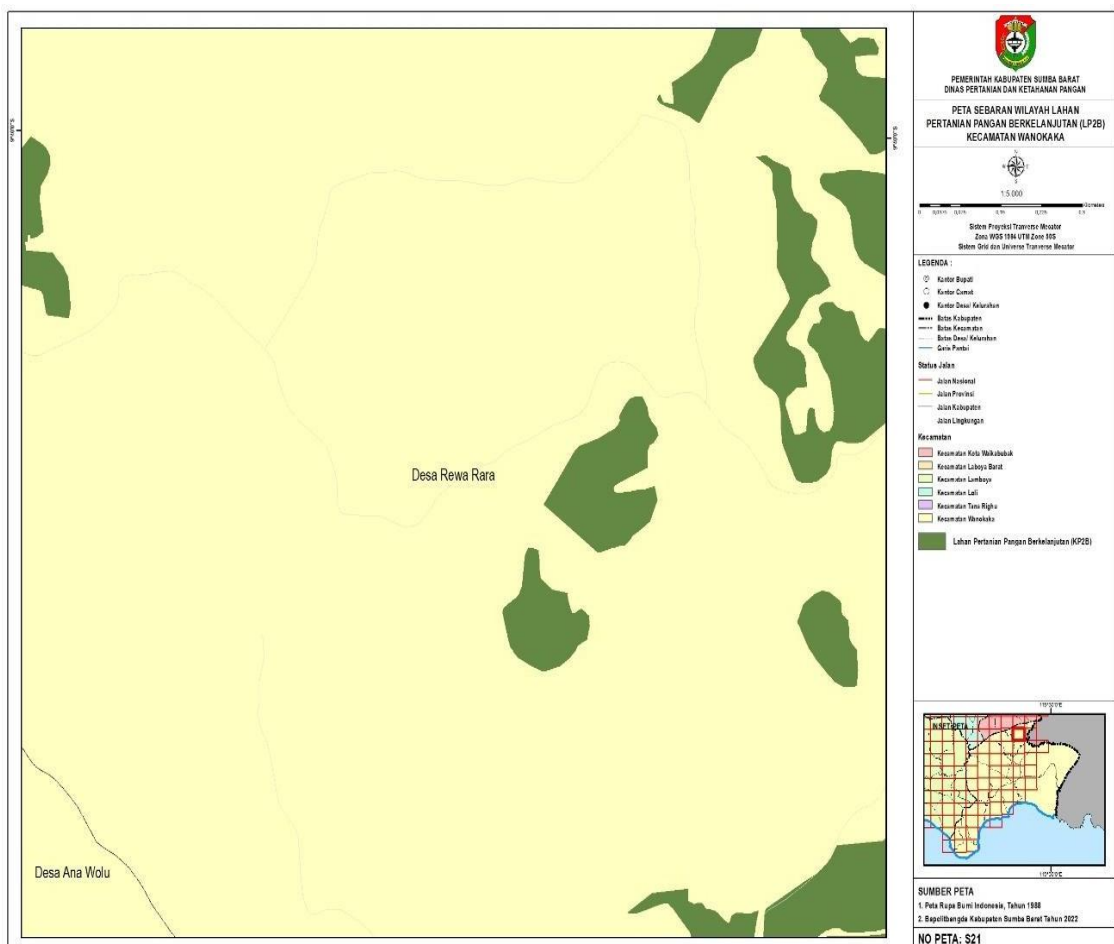 Desa Rewa Rara
Desa Ana Wolu
PEMERINTAH KABUPATEN SUMBA BARAT
DINAS PERTANIAN DAN KETAHANAN PANGAN
PETA SEBARAN WILAYAH LAHAN
PERTANIAN PANGAN BERKELANJUTAN (LP2B)
KECAMATAN WANOKAKA
1:5.000
Kilometers
Sistem Proyeksi Tranverse Mecator
Zona WGS 1984 UTM Zone 50S
Sistem Grid dan Universe Tranverse Mecator
LEGENDA :
Kantor Bupati
Kantor Camat
Kantor Desa/ Kelurahan
Batas Kabupaten
Batas Kecamatan
Batas Desa/ Kelurahan
Garis Pantai
Status Jalan
Jalan Nasional
Jalan Provinsi
Jalan Kabupaten
Jalan Lingkungan
Kecamatan
Kecamatan Kota Waikabubak
Kecamatan Laboya Barat
Kecamatan Lamboya
Kecamatan Loli
Kecamatan Tana Righu
Kecamatan Wanokaka
Lahan Pertanian Pangan Berkelanjutan (KP2B)
INSET PETA
SUMBER PETA
1. Peta Rupa Bumi Indonesia, Tahun 1988
2. Bapelitbangda Kabupaten Sumba Barat Tahun 2022
NO PETA: S21